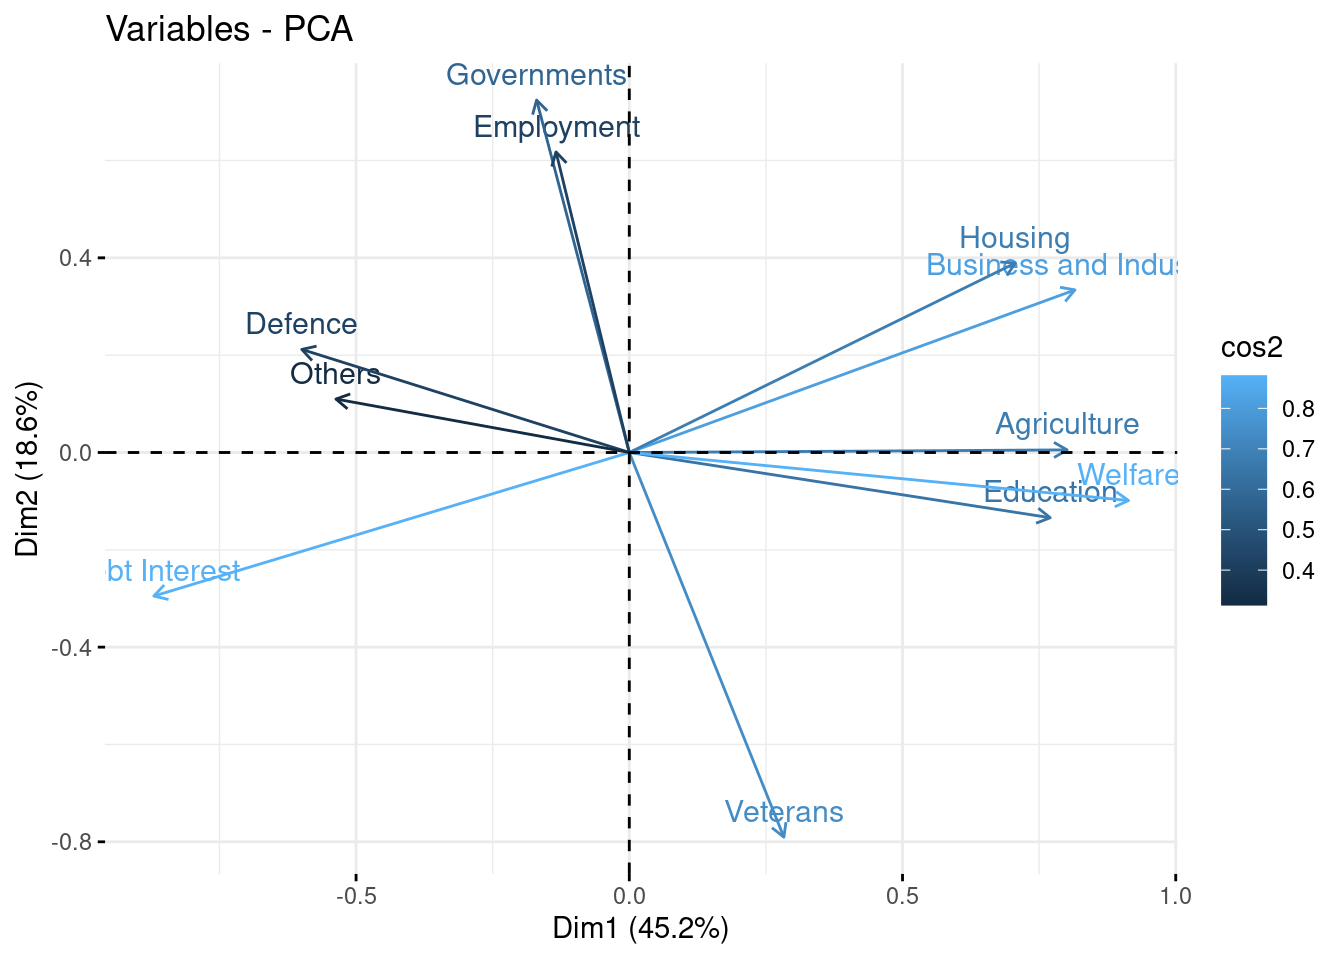 Variables - PCA
Governments
Employment
Housing
Business and Indus
Defence
Others
Agriculture
Welfare
Education
bt Interest
Veterans
0.4
0.0
-0.4
-0.8
-0.5
0.0
0.5
1.0
Dim1 (45.2%)
Dim2 (18.6%)
cos2
0.8
0.7
0.6
0.5
0.4